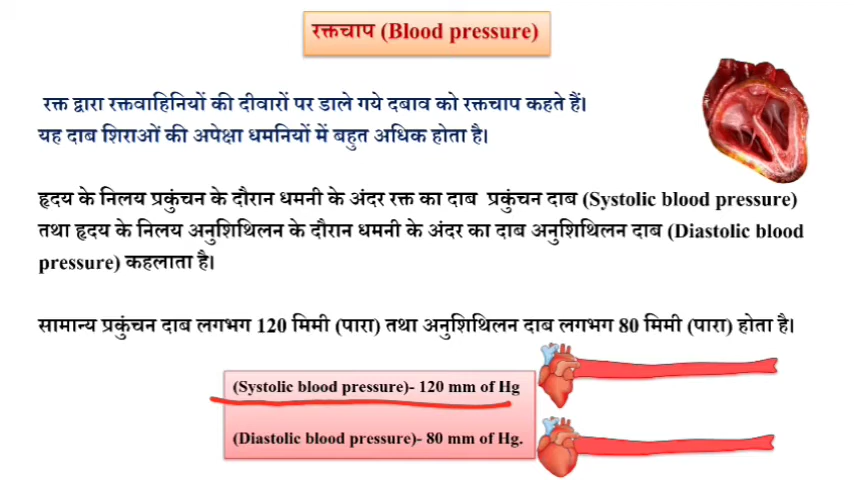 रक्तचाप (Blood pressure)
रक्त द्वारा रक्तवाहिनियों की दीवारों पर डाले गये दबाव को रक्तचाप कहते हैं।
यह दाब शिराओं की अपेक्षा धमनियों में बहुत अधिक होता है।
हृदय के निलय प्रकुंचन के दौरान धमनी के अंदर रक्त का दाब प्रकुंचन दाब (Systolic blood pressure)
तथा हृदय के निलय अनुशिथिलन के दौरान धमनी के अंदर का दाब अनुशिथिलन दाब (Diastolic blood
pressure) कहलाता है।
सामान्य प्रकुंचन दाब लगभग 120 मिमी (पारा) तथा अनुशिथिलन दाब लगभग 80 मिमी (पारा) होता है।
(Systolic blood pressure)- 120 mm of Hg
(Diastolic blood pressure)- 80 mm of Hg.